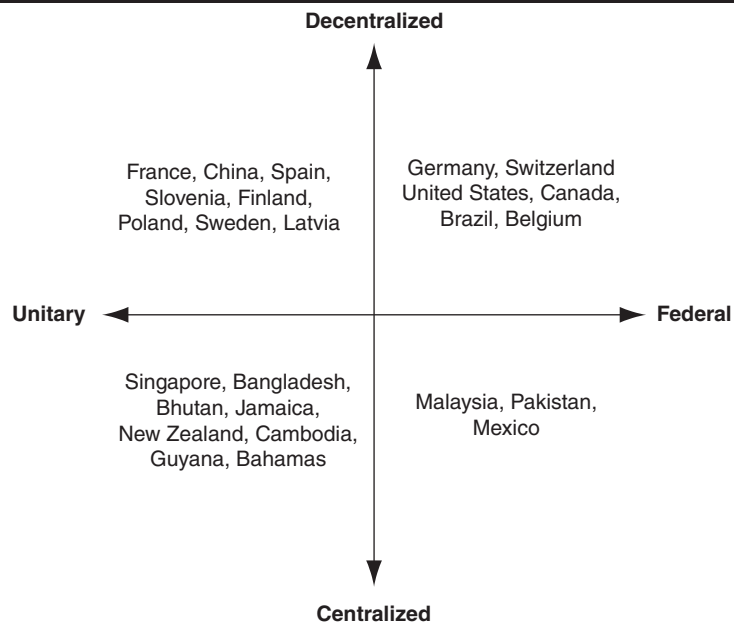 Decentralized
France, China, Spain,
Slovenia, Finland,
Poland, Sweden, Latvia
Germany, Switzerland
United States, Canada,
Brazil, Belgium
Unitary
Federal
Singapore, Bangladesh,
Bhutan, Jamaica,
New Zealand, Cambodia,
Guyana, Bahamas
Malaysia, Pakistan,
Mexico
Centralized